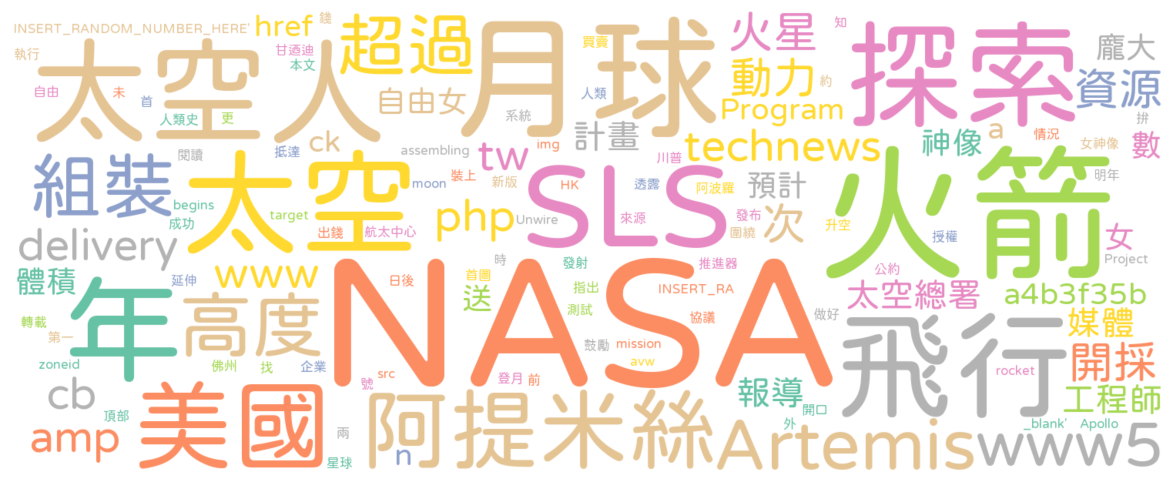 INSERT_RANDOM_NUMBER_HERE'
href
錢
超過
火星
知
執行
太空人
甘迺迪
本文
月球
買賣
動力
探索
龐大
自由
未
首
自由女
人類
約
資源
人類史
更
系統
Program
拚
閱讀
抵達
ck
assembling
tw
img
計畫
technews
神像
a
情況
女神像
數
組裝
太空
moon
裝上
新版
SLS
HK
川普
透露
阿波羅
預計
火箭
明年
begins
成功
target
出錢
航太中心
php
Unwire
來源
發布
圍繞
次
升空
授權
女
Project
delivery
體積
延伸
www
日後
NASA
首圖
送
時
發射
指出
測試
推進器
INSERT_RA
協議
做好
公約
太空總署
a4b3f35b
媒體
轉載
第一
年
高度
zoneid
佛州
找
企業
鼓勵
mission
avw
飛行
rocket
開採
cb
頂部
號
src
登月
前
報導
開口
外
工程師
amp
美國
兩
星球
阿提米絲
n
Artemis
_blank'
Apollo
www5